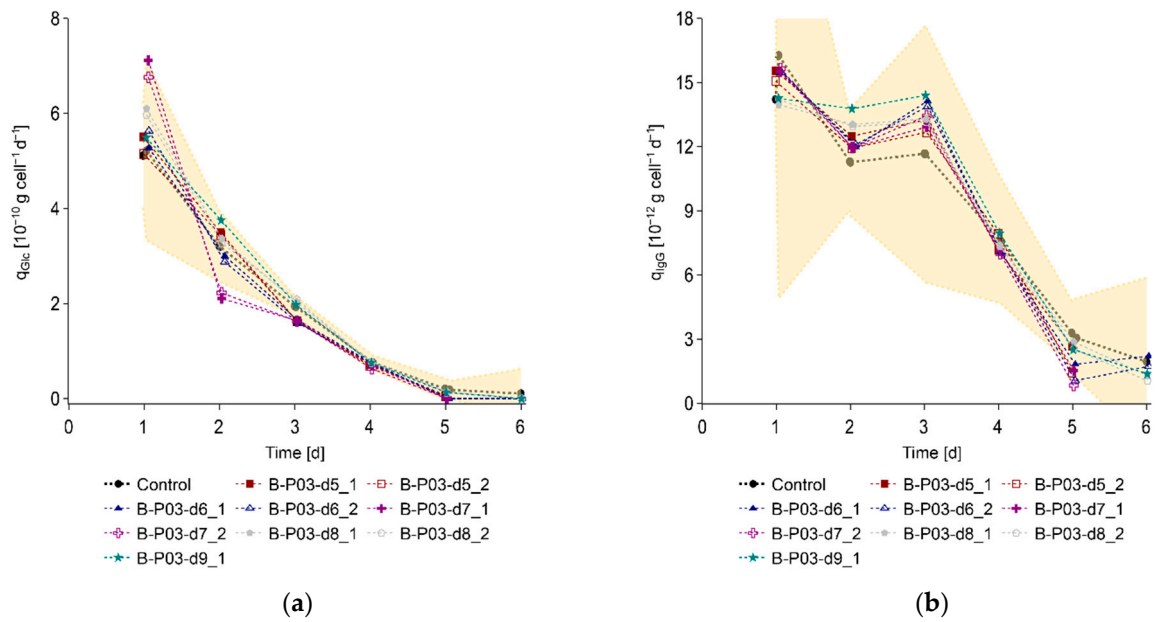 8
6
4
2
0
q_Glc [10⁻¹⁰ g cell⁻¹ d⁻¹]
0 1 2 3 4 5 6
Time [d]
Control B-P03-d5_1 B-P03-d5_2
B-P03-d6_1 B-P03-d6_2 B-P03-d7_1
B-P03-d7_2 B-P03-d8_1 B-P03-d8_2
B-P03-d9_1
(a)
18
15
12
9
6
3
0
q_IgG [10⁻¹² g cell⁻¹ d⁻¹]
0 1 2 3 4 5 6
Time [d]
Control B-P03-d5_1 B-P03-d5_2
B-P03-d6_1 B-P03-d6_2 B-P03-d7_1
B-P03-d7_2 B-P03-d8_1 B-P03-d8_2
B-P03-d9_1
(b)